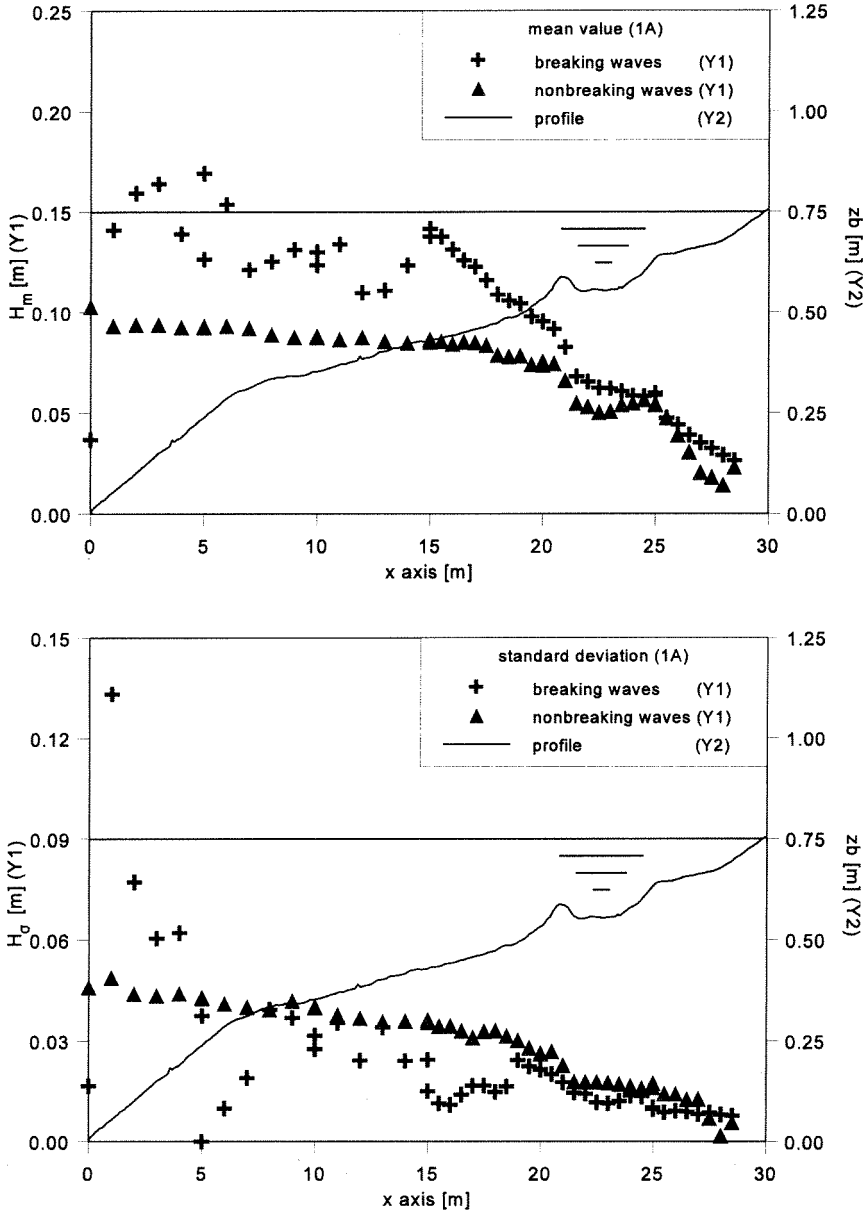 mean value (1A)
breaking waves (Y1)
nonbreaking waves (Y1)
profile (Y2)
0.25
0.20
0.15
0.10
0.05
0.00
H_m [m] (Y1)
1.25
1.00
0.75
0.50
0.25
0.00
zb [m] (Y2)
0 5 10 15 20 25 30
x axis [m]
standard deviation (1A)
breaking waves (Y1)
nonbreaking waves (Y1)
profile (Y2)
0.15
0.12
0.09
0.06
0.03
0.00
H_σ [m] (Y1)
1.25
1.00
0.75
0.50
0.25
0.00
zb [m] (Y2)
0 5 10 15 20 25 30
x axis [m]